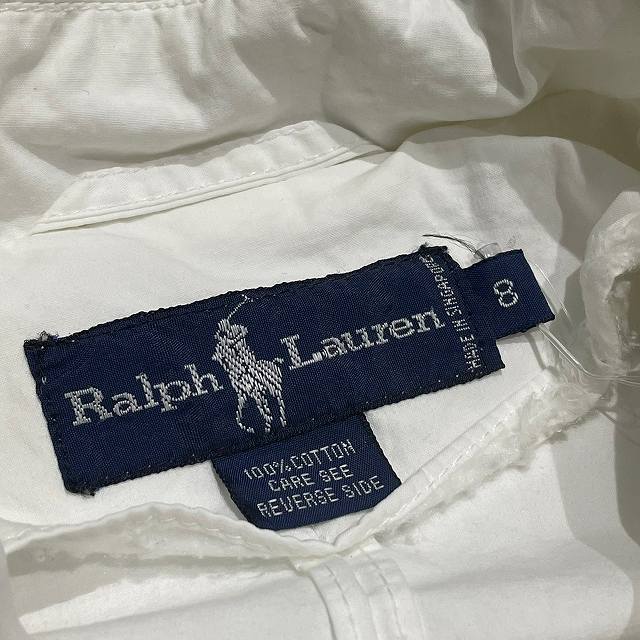 Ralph Lauren
MADE IN SINGAPORE
8
100% COTTON
CARE SEE
REVERSE SIDE